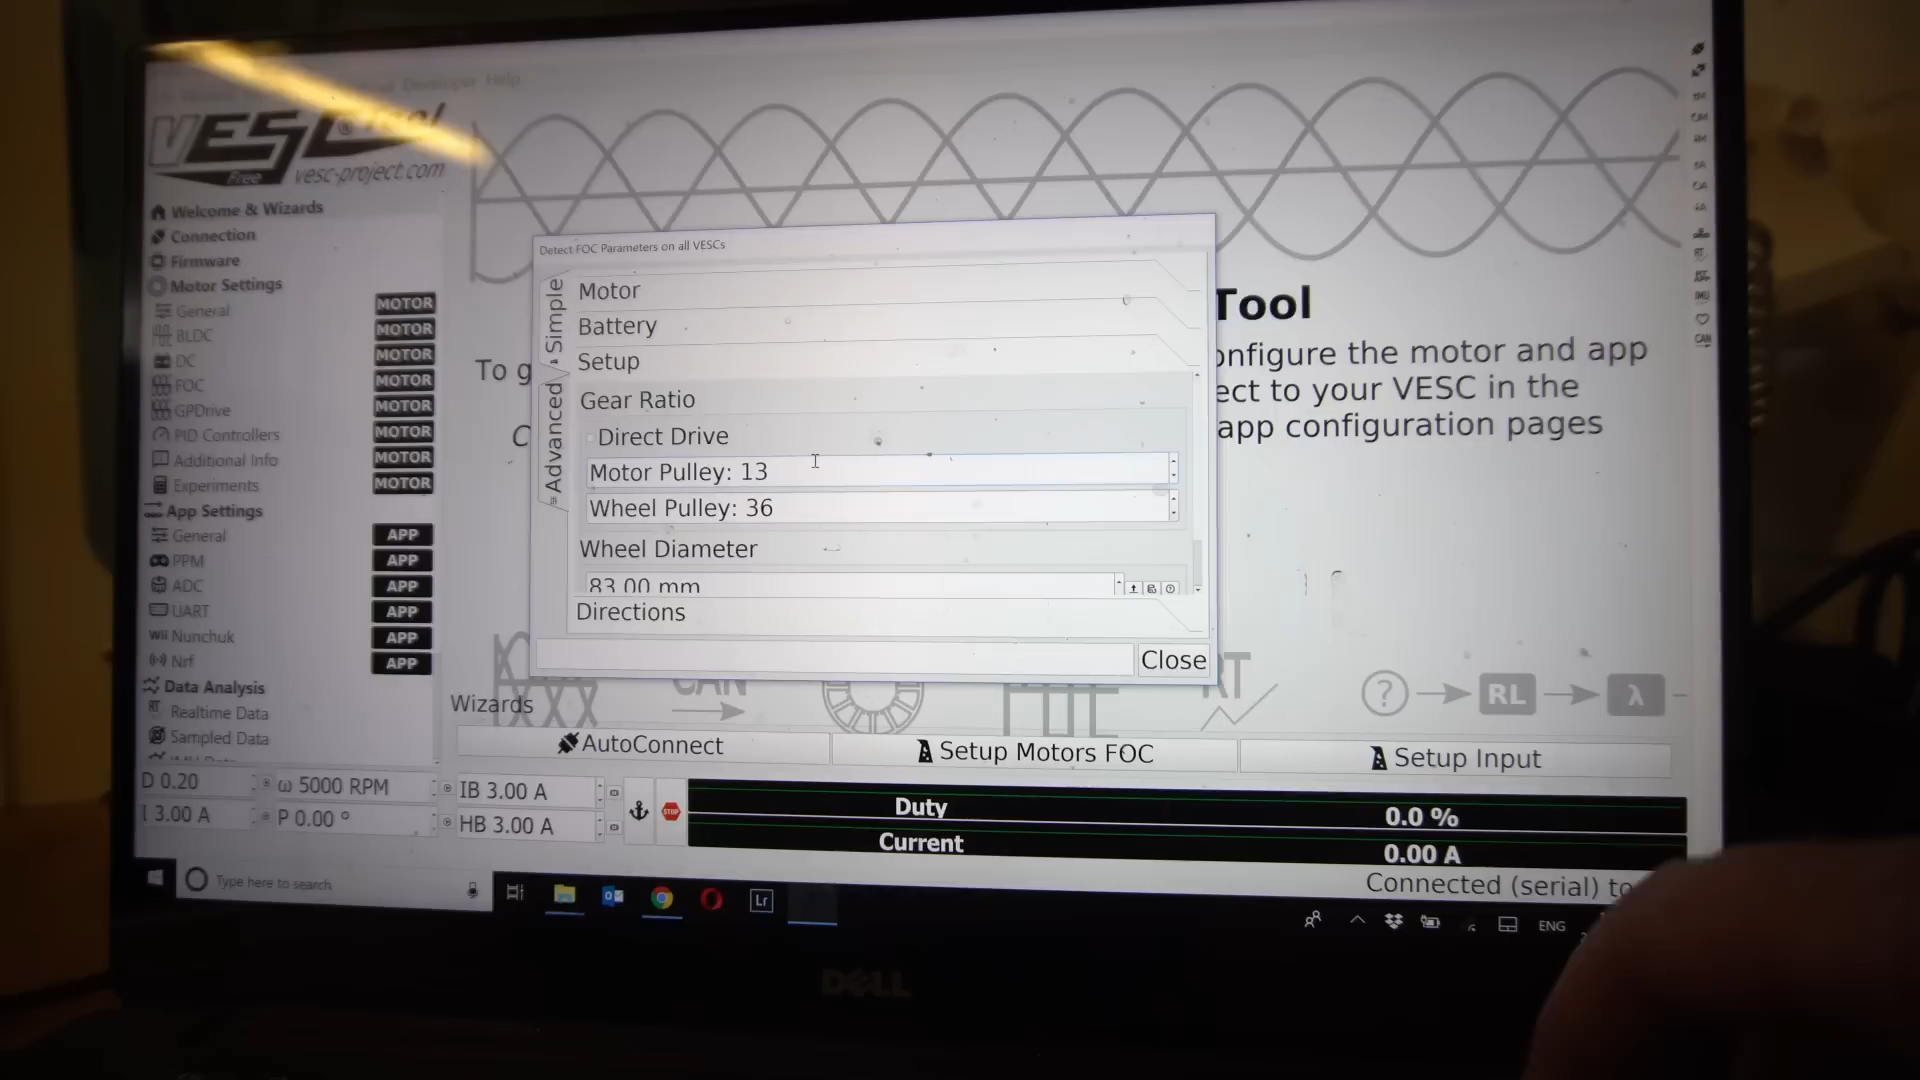 Developer Help
VESC Tool
Free
vesc-project.com
Welcome & Wizards
Connection
Firmware
Motor Settings
General MOTOR
BLDC MOTOR
DC MOTOR
FOC MOTOR
GPDrive MOTOR
PID Controllers MOTOR
Additional Info MOTOR
Experiments MOTOR
App Settings
General APP
PPM APP
ADC APP
UART APP
Wii Nunchuk APP
Nrf APP
Data Analysis
RT Realtime Data
Sampled Data
Detect FOC Parameters on all VESCs
Simple
Advanced
Motor
Battery
Setup
Gear Ratio
Direct Drive
Motor Pulley: 13
Wheel Pulley: 36
Wheel Diameter
83.00 mm
Directions
Close
Tool
To g
onfigure the motor and app
ect to your VESC in the
app configuration pages
CAN
RT
? RL λ
Wizards
AutoConnect
Setup Motors FOC
Setup Input
D 0.20
ω 5000 RPM
IB 3.00 A
I 3.00 A
P 0.00 °
HB 3.00 A
STOP
Duty 0.0 %
Current 0.00 A
Connected (serial) to
Type here to search
Lr
ENG
DELL